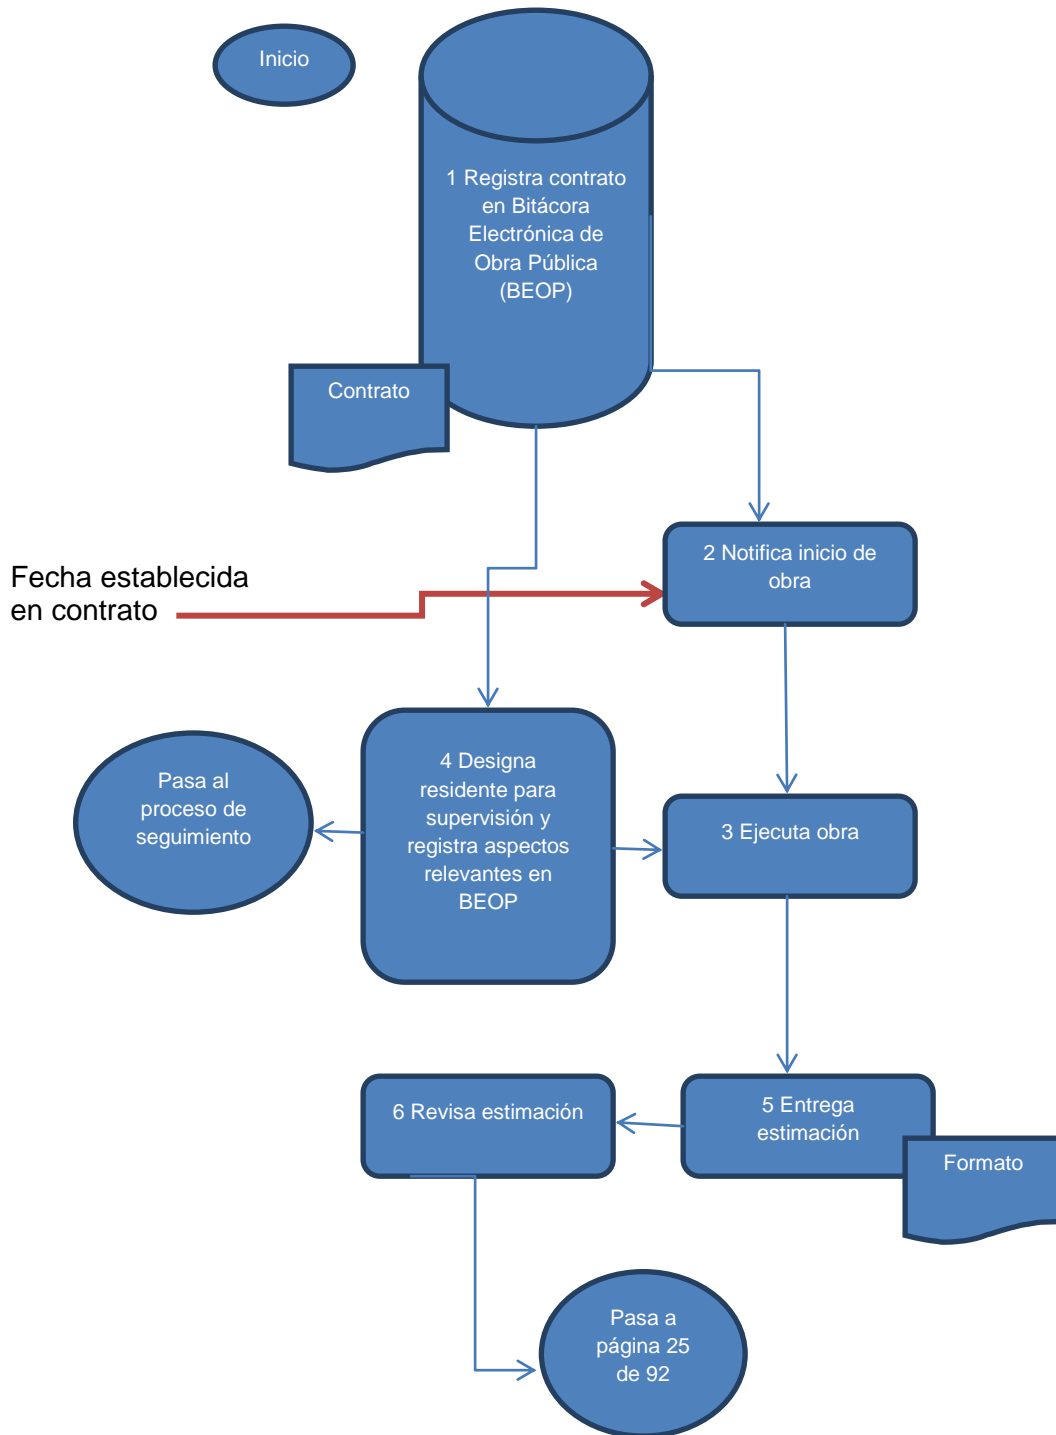 Inicio
1 Registra contrato
en Bitácora
Electrónica de
Obra Pública
(BEOP)
Contrato
2 Notifica inicio de
obra
Fecha establecida
en contrato
4 Designa
residente para
supervisión y
registra aspectos
relevantes en
BEOP
Pasa al
proceso de
seguimiento
3 Ejecuta obra
6 Revisa estimación
5 Entrega
estimación
Formato
Pasa a
página 25
de 92